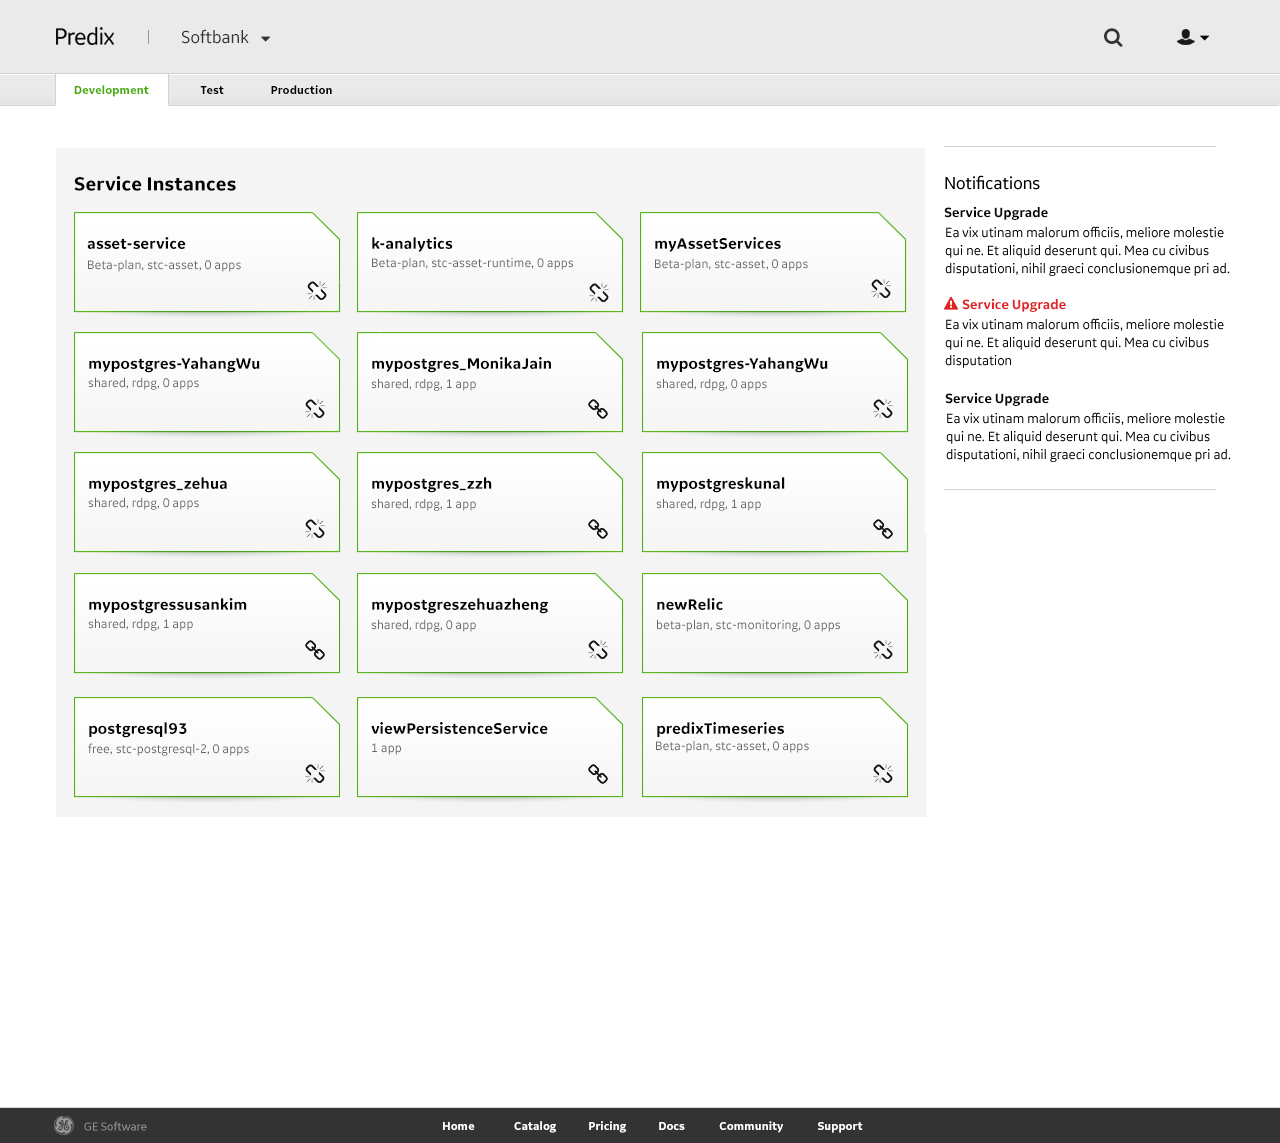 Predix
Softbank
Development Test Production
Service Instances
asset-service
Beta-plan, stc-asset, 0 apps
k-analytics
Beta-plan, stc-asset-runtime, 0 apps
myAssetServices
Beta-plan, stc-asset, 0 apps
mypostgres-YahangWu
shared, rdpg, 0 apps
mypostgres_MonikaJain
shared, rdpg, 1 app
mypostgres-YahangWu
shared, rdpg, 0 apps
mypostgres_zehua
shared, rdpg, 0 apps
mypostgres_zzh
shared, rdpg, 1 app
mypostgreskunal
shared, rdpg, 1 app
mypostgressusankim
shared, rdpg, 1 app
mypostgreszehuazheng
shared, rdpg, 0 app
newRelic
beta-plan, stc-monitoring, 0 apps
postgresql93
free, stc-postgresql-2, 0 apps
viewPersistenceService
1 app
predixTimeseries
Beta-plan, stc-asset, 0 apps
Notifications
Service Upgrade
Ea vix utinam malorum officiis, meliore molestie
qui ne. Et aliquid deserunt qui. Mea cu civibus
disputationi, nihil graeci conclusionemque pri ad.
Service Upgrade
Ea vix utinam malorum officiis, meliore molestie
qui ne. Et aliquid deserunt qui. Mea cu civibus
disputation
Service Upgrade
Ea vix utinam malorum officiis, meliore molestie
qui ne. Et aliquid deserunt qui. Mea cu civibus
disputationi, nihil graeci conclusionemque pri ad.
GE Software
Home Catalog Pricing Docs Community Support